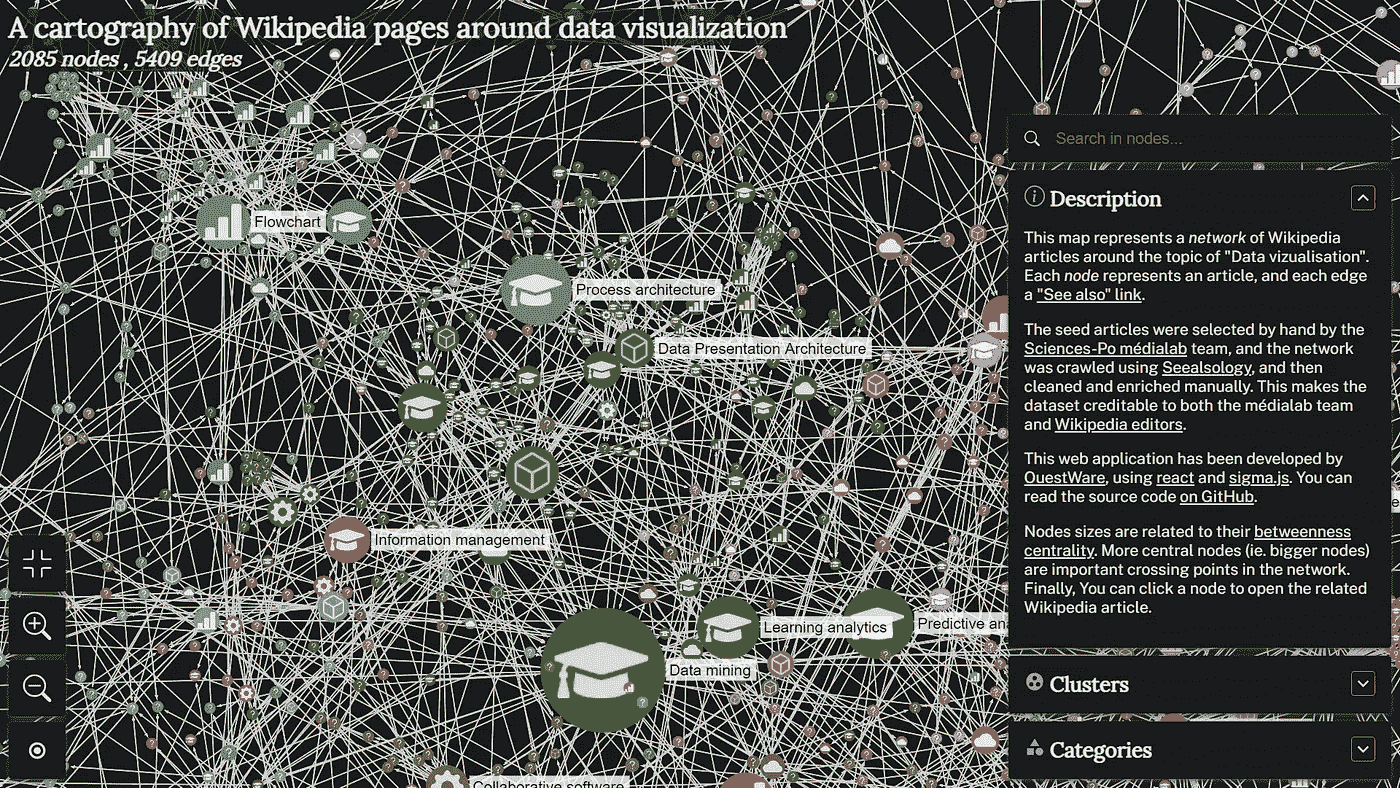 A cartography of Wikipedia pages around data visualization
2085 nodes , 5409 edges
Search in nodes...
Description
This map represents a network of Wikipedia
articles around the topic of "Data vizualisation".
Each node represents an article, and each edge
a "See also" link.
The seed articles were selected by hand by the
Sciences-Po médialab team, and the network
was crawled using Seealsology, and then
cleaned and enriched manually. This makes the
dataset creditable to both the médialab team
and Wikipedia editors.
This web application has been developed by
OuestWare, using react and sigma.js. You can
read the source code on GitHub.
Nodes sizes are related to their betweenness
centrality. More central nodes (ie. bigger nodes)
are important crossing points in the network.
Finally, You can click a node to open the related
Wikipedia article.
Clusters
Categories
Flowchart
Process architecture
Data Presentation Architecture
Information management
Learning analytics
Predictive ana
Data mining
Collaborative software